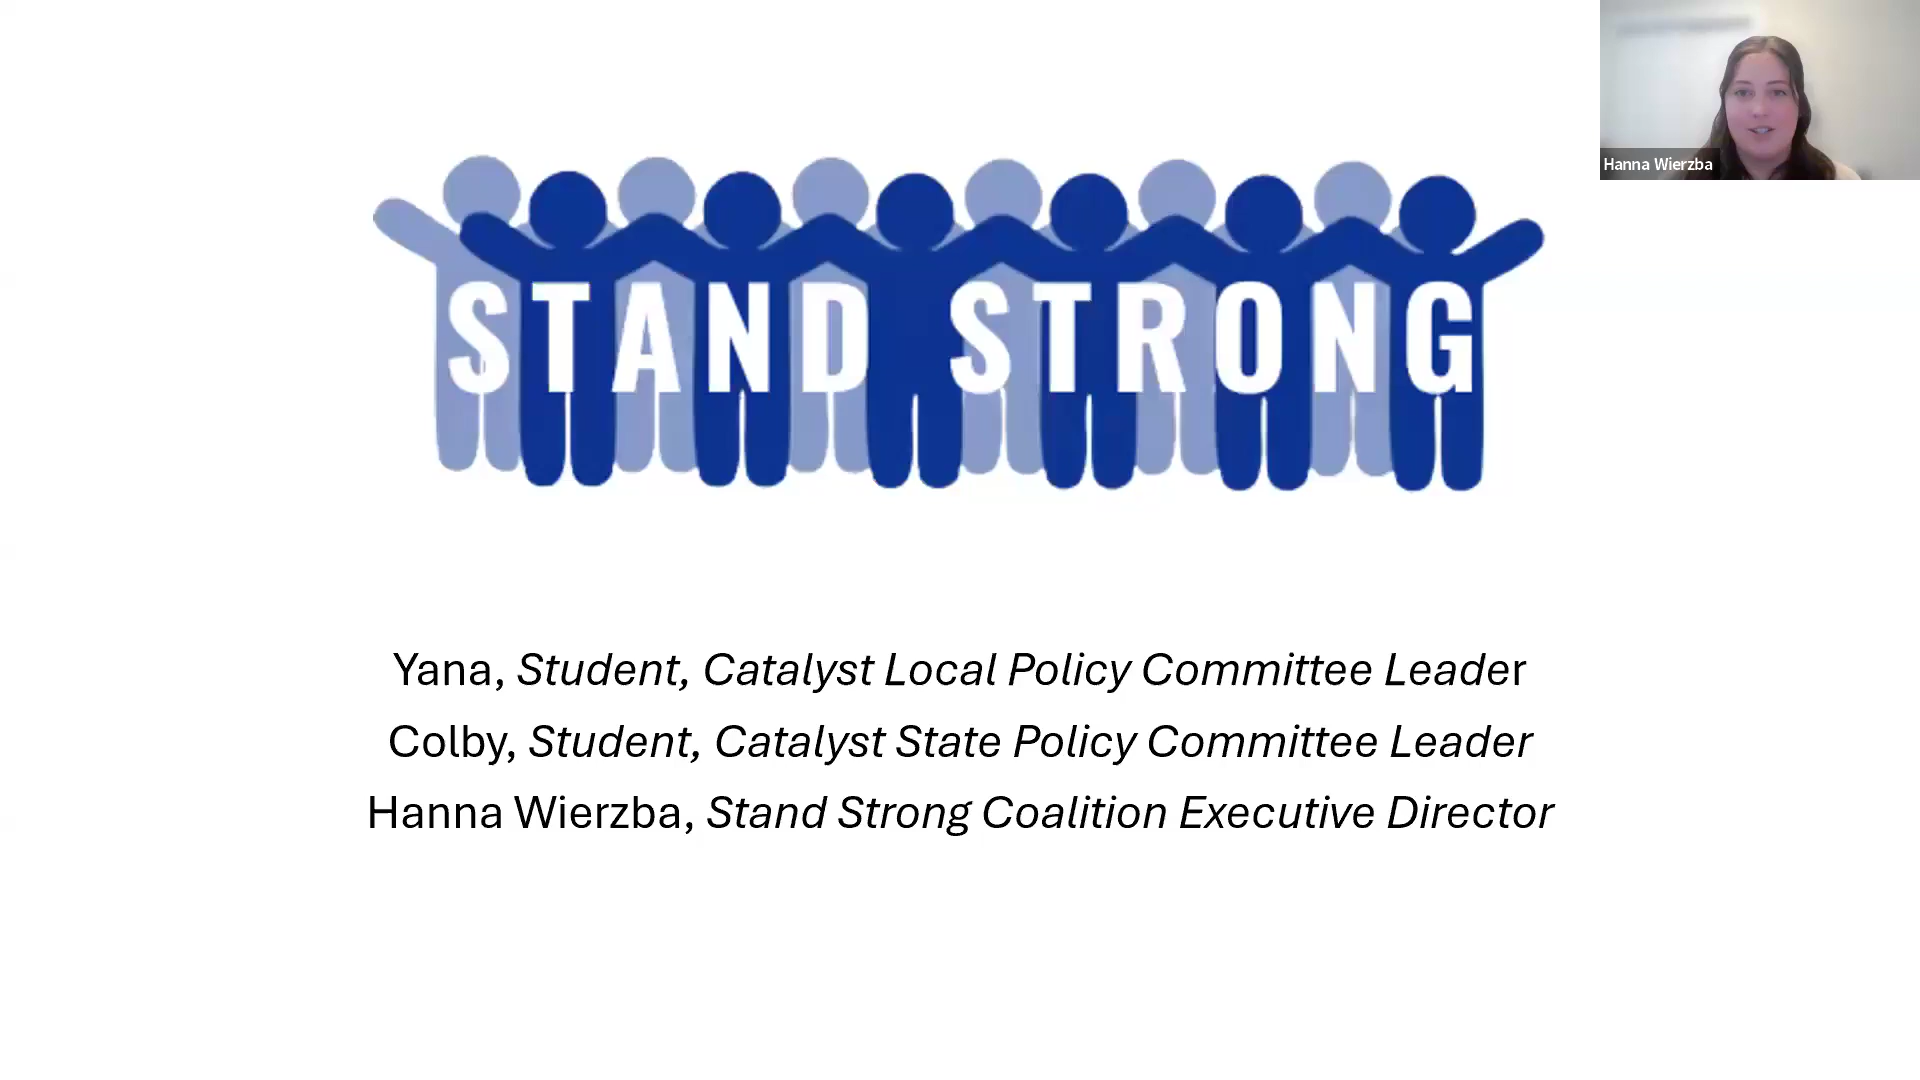 Hanna Wierzba
STAND STRONG
Yana, Student, Catalyst Local Policy Committee Leader
Colby, Student, Catalyst State Policy Committee Leader
Hanna Wierzba, Stand Strong Coalition Executive Director